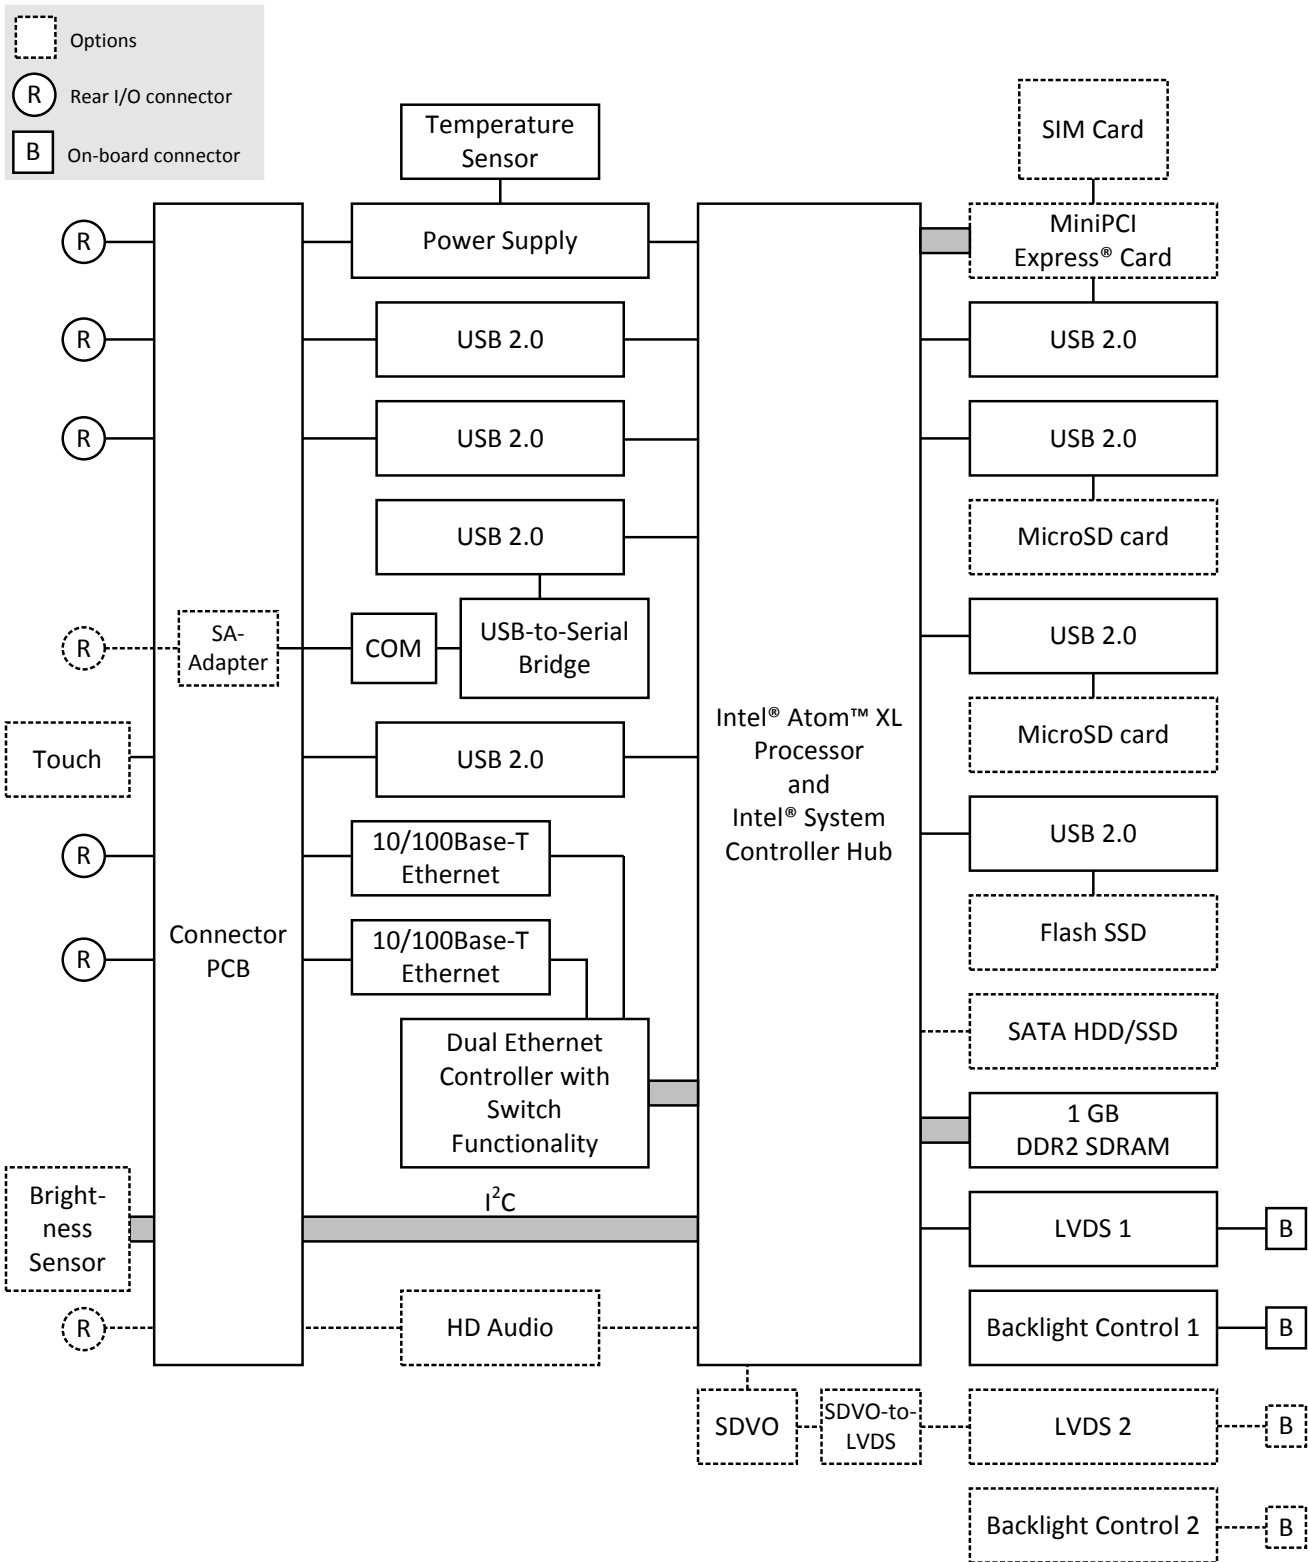 Options
R
Rear I/O connector
B
On-board connector
Temperature
Sensor
SIM Card
R
Power Supply
MiniPCI
Express® Card
R
USB 2.0
USB 2.0
R
USB 2.0
USB 2.0
USB 2.0
MicroSD card
R
SA-
Adapter
COM
USB-to-Serial
Bridge
USB 2.0
Touch
USB 2.0
Intel® Atom™ XL
Processor
and
Intel® System
Controller Hub
MicroSD card
R
10/100Base-T
Ethernet
USB 2.0
R
Connector
PCB
10/100Base-T
Ethernet
Flash SSD
Dual Ethernet
Controller with
Switch
Functionality
SATA HDD/SSD
1 GB
DDR2 SDRAM
Bright-
ness
Sensor
I²C
LVDS 1
B
R
HD Audio
Backlight Control 1
B
SDVO
SDVO-to-
LVDS
LVDS 2
B
Backlight Control 2
B